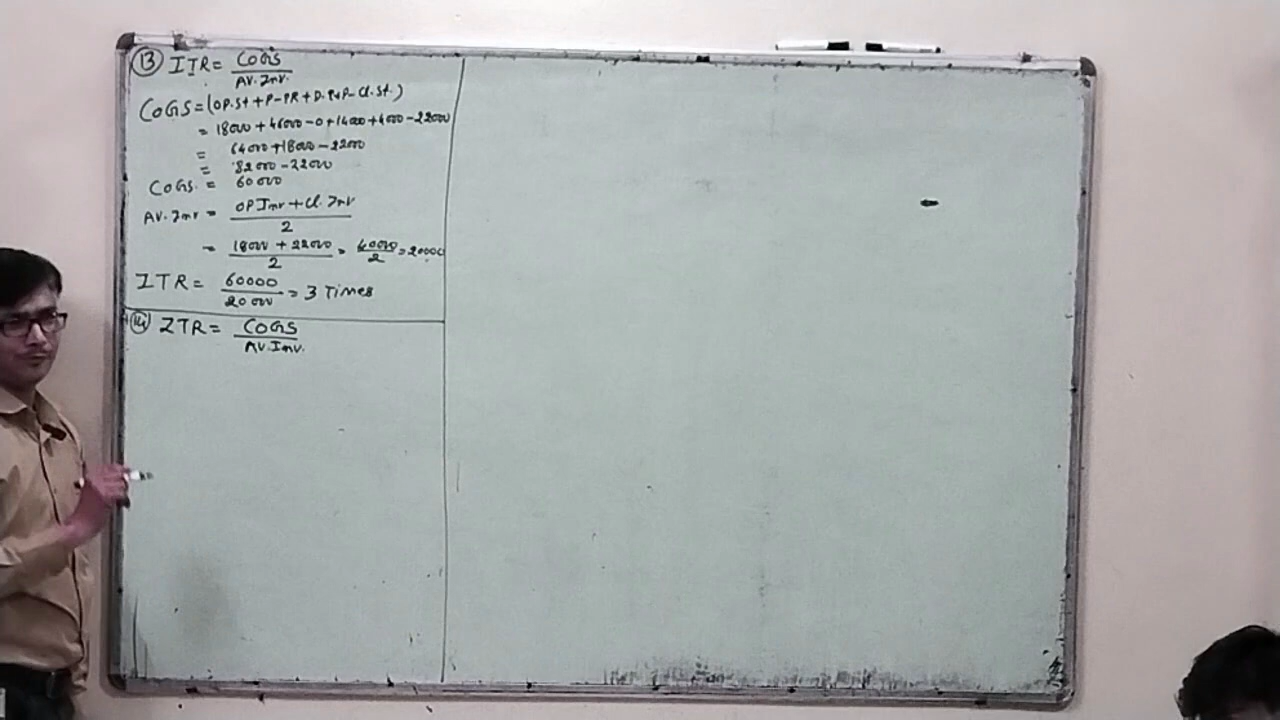 13 ITR = COGS / AV. Inv.
COGS = (OP. St + P - PR + D. Exp - Cl. St.)
= 18000 + 46000 - 0 + 14000 + 4000 - 22000
= 64000 + 18000 - 22000
= 82000 - 22000
COGS. = 60000
AV. Inv = OP Inv + Cl. Inv / 2
= 18000 + 22000 / 2 = 40000 / 2 = 20000
ITR = 60000 / 20000 = 3 Times
14 ITR = COGS / AV. Inv.